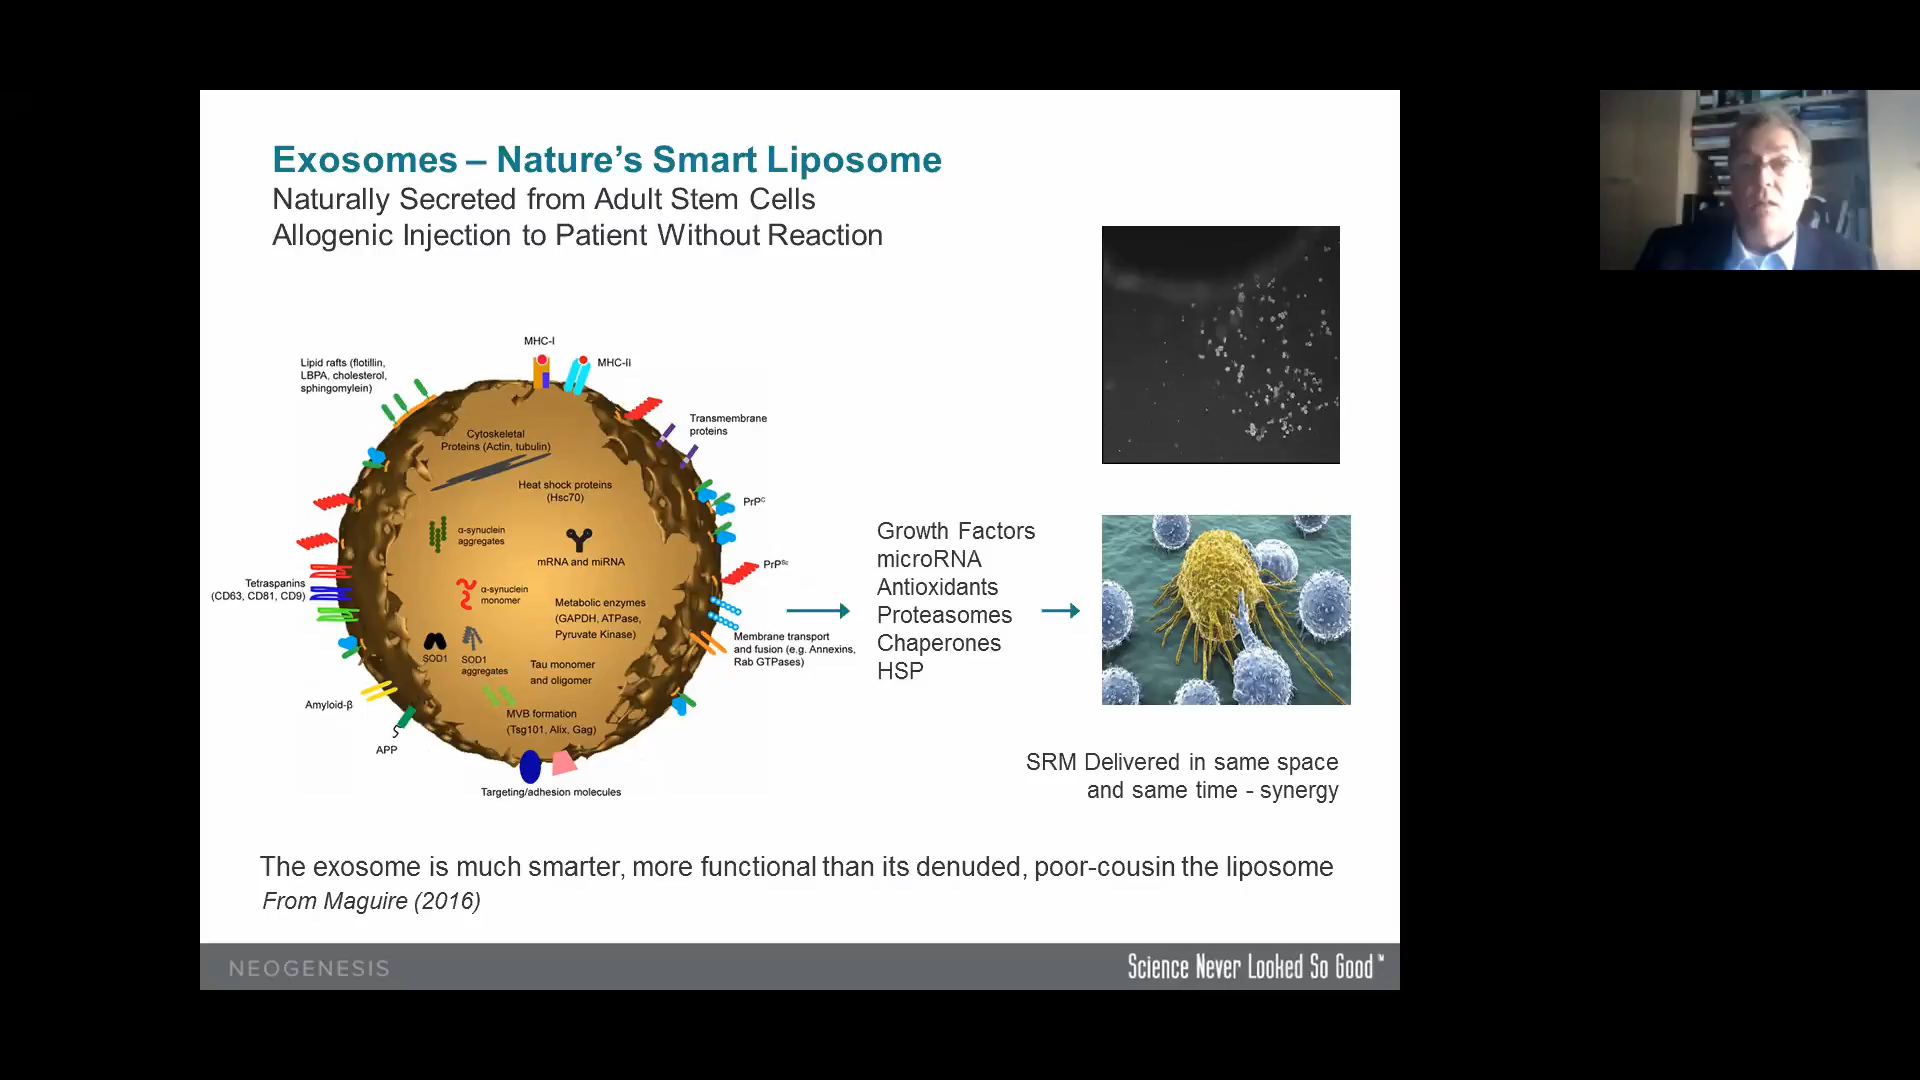 Exosomes – Nature's Smart Liposome
Naturally Secreted from Adult Stem Cells
Allogenic Injection to Patient Without Reaction
MHC-I
MHC-II
Lipid rafts (flotillin,
LBPA, cholesterol,
sphingomylein)
Transmembrane
proteins
Cytoskeletal
Proteins (Actin, tubulin)
Heat shock proteins
(Hsc70)
PrPC
α-synuclein
aggregates
mRNA and miRNA
PrPSc
Tetraspanins
(CD63, CD81, CD9)
α-synuclein
monomer
Metabolic enzymes
(GAPDH, ATPase,
Pyruvate Kinase)
Membrane transport
and fusion (e.g. Annexins,
Rab GTPases)
SOD1
SOD1
aggregates
Tau monomer
and oligomer
Amyloid-β
MVB formation
(Tsg101, Alix, Gag)
APP
Targeting/adhesion molecules
Growth Factors
microRNA
Antioxidants
Proteasomes
Chaperones
HSP
SRM Delivered in same space
and same time - synergy
The exosome is much smarter, more functional than its denuded, poor-cousin the liposome
From Maguire (2016)
NEOGENESIS
Science Never Looked So Good™